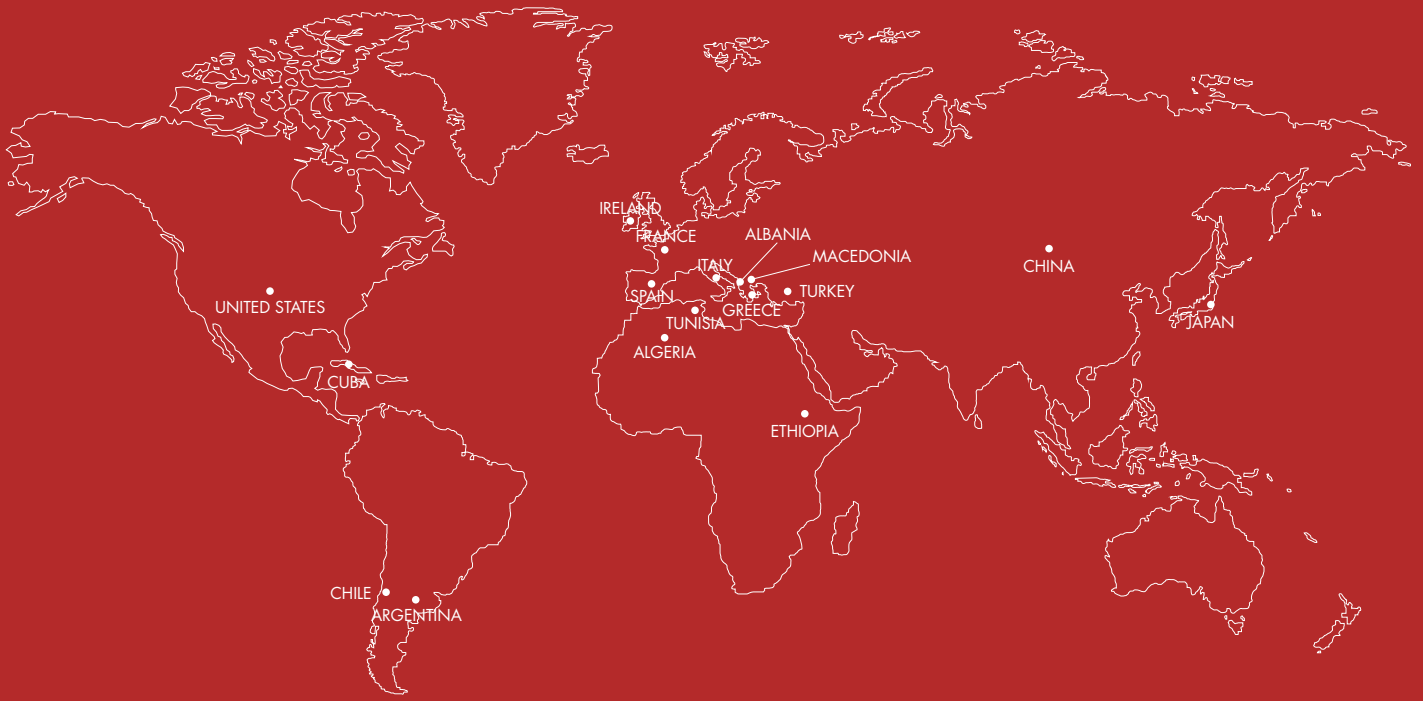 IRELAND
FRANCE
ALBANIA
MACEDONIA
ITALY
CHINA
SPAIN
TURKEY
GREECE
UNITED STATES
TUNISIA
JAPAN
ALGERIA
CUBA
ETHIOPIA
CHILE
ARGENTINA